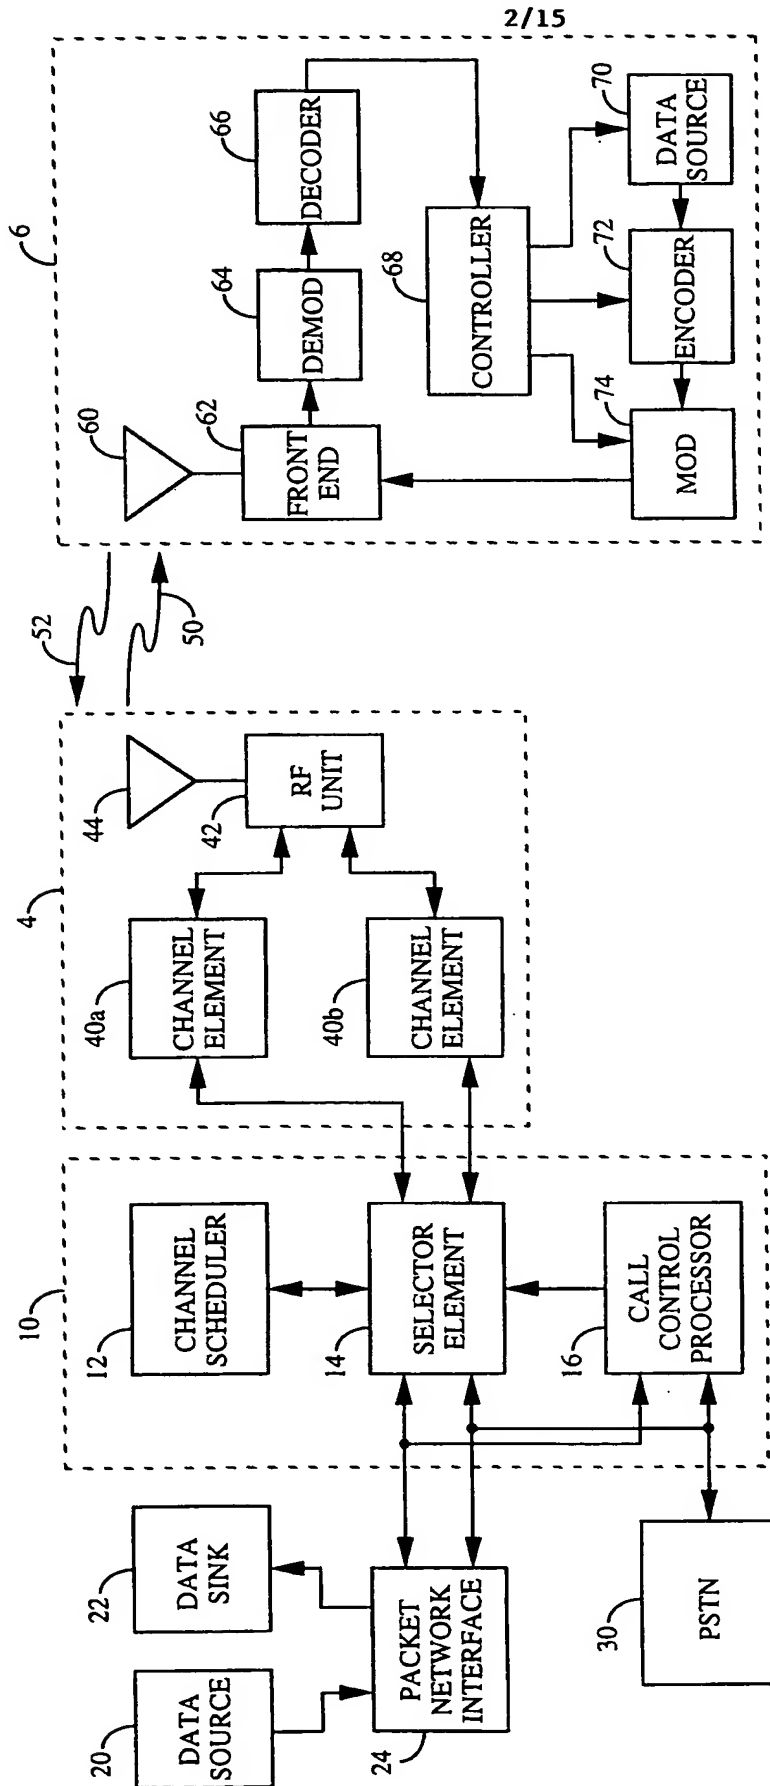 2/15
6
60
62
FRONT
END
64
DEMOD
66
DECODER
68
CONTROLLER
70
DATA
SOURCE
72
ENCODER
74
MOD
52
50
4
44
42
RF
UNIT
40a
CHANNEL
ELEMENT
40b
CHANNEL
ELEMENT
10
12
CHANNEL
SCHEDULER
14
SELECTOR
ELEMENT
16
CALL
CONTROL
PROCESSOR
20
DATA
SOURCE
22
DATA
SINK
24
PACKET
NETWORK
INTERFACE
30
PSTN